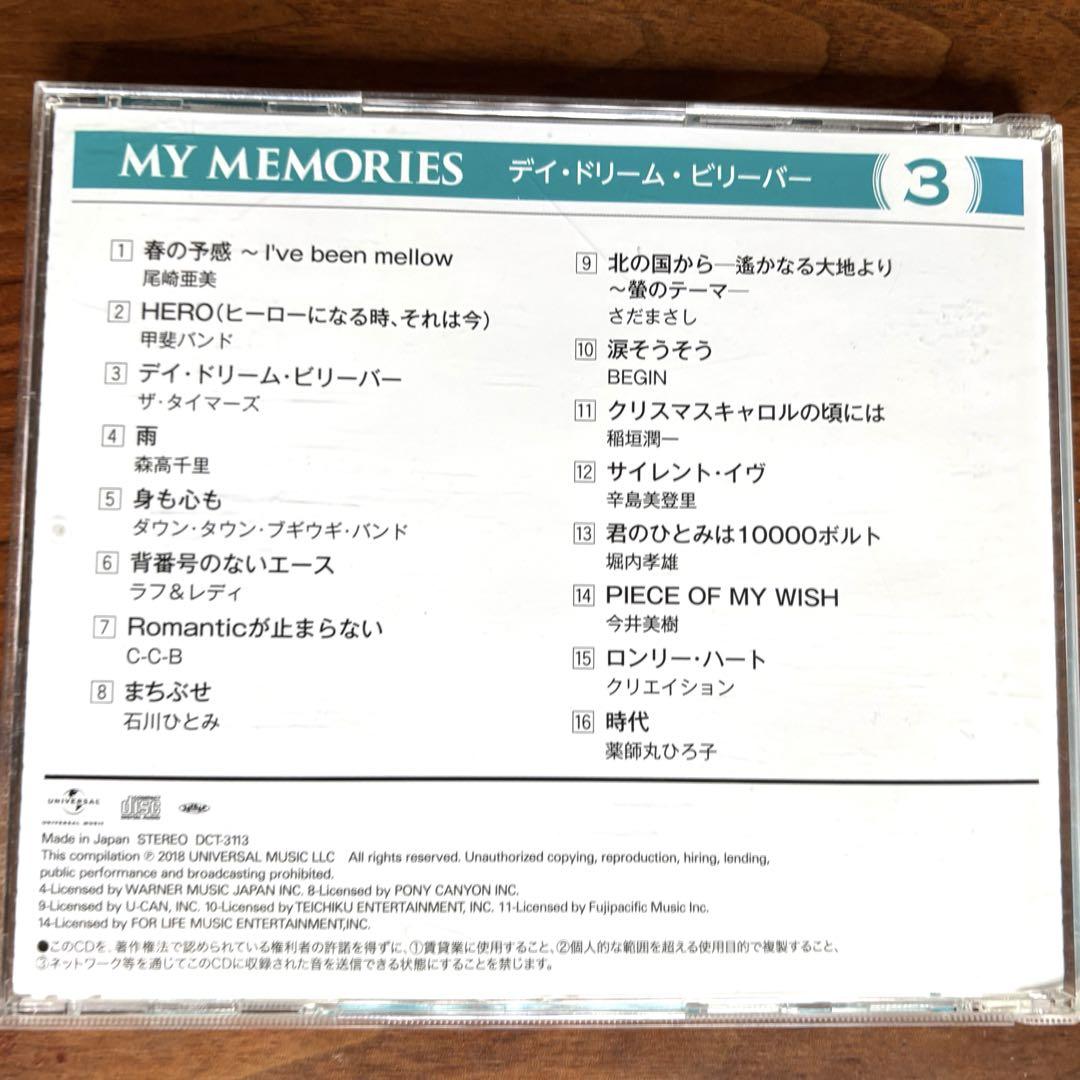 MY MEMORIES デイ・ドリーム・ビリーバー 3
1 春の予感 ~ I've been mellow
尾崎亜美
2 HERO(ヒーローになる時、それは今)
甲斐バンド
3 デイ・ドリーム・ビリーバー
ザ・タイマーズ
4 雨
森高千里
5 身も心も
ダウン・タウン・ブギウギ・バンド
6 背番号のないエース
ラフ&レディ
7 Romanticが止まらない
C-C-B
8 まちぶせ
石川ひとみ
9 北の国から―遙かなる大地より
~螢のテーマ―
さだまさし
10 涙そうそう
BEGIN
11 クリスマスキャロルの頃には
稲垣潤一
12 サイレント・イヴ
辛島美登里
13 君のひとみは10000ボルト
堀内孝雄
14 PIECE OF MY WISH
今井美樹
15 ロンリー・ハート
クリエイション
16 時代
薬師丸ひろ子
UNIVERSAL
UNIVERSAL MUSIC
COMPACT disc DIGITAL AUDIO
Made in Japan STEREO DCT-3113
This compilation ℗ 2018 UNIVERSAL MUSIC LLC All rights reserved. Unauthorized copying, reproduction, hiring, lending,
public performance and broadcasting prohibited.
4-Licensed by WARNER MUSIC JAPAN INC. 8-Licensed by PONY CANYON INC.
9-Licensed by U-CAN, INC. 10-Licensed by TEICHIKU ENTERTAINMENT, INC. 11-Licensed by Fujipacific Music Inc.
14-Licensed by FOR LIFE MUSIC ENTERTAINMENT,INC.
●このCDを、著作権法で認められている権利者の許諾を得ずに、①賃貸業に使用すること、②個人的な範囲を超える使用目的で複製すること、
③ネットワーク等を通じてこのCDに収録された音を送信できる状態にすることを禁じます。